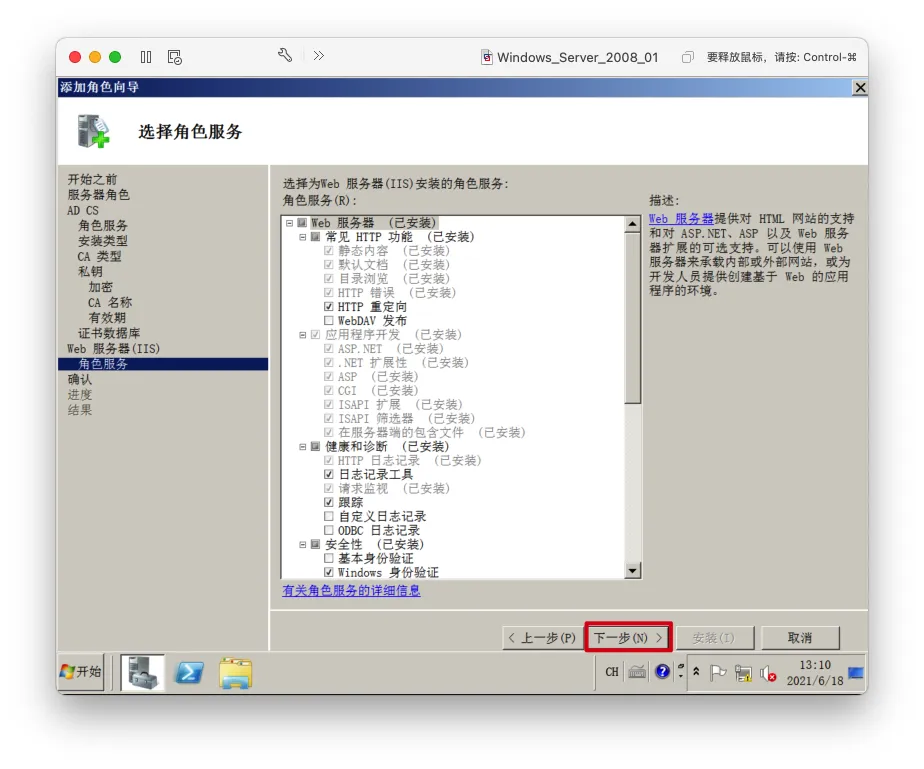 Windows_Server_2008_01
要释放鼠标，请按: Control-⌘
添加角色向导
选择角色服务
开始之前
服务器角色
AD CS
角色服务
安装类型
CA 类型
私钥
加密
CA 名称
有效期
证书数据库
Web 服务器(IIS)
角色服务
确认
进度
结果
选择为Web 服务器(IIS)安装的角色服务:
角色服务(R):
Web 服务器 (已安装)
常见 HTTP 功能 (已安装)
静态内容 (已安装)
默认文档 (已安装)
目录浏览 (已安装)
HTTP 错误 (已安装)
HTTP 重定向
WebDAV 发布
应用程序开发 (已安装)
ASP.NET (已安装)
.NET 扩展性 (已安装)
ASP (已安装)
CGI (已安装)
ISAPI 扩展 (已安装)
ISAPI 筛选器 (已安装)
在服务器端的包含文件 (已安装)
健康和诊断 (已安装)
HTTP 日志记录 (已安装)
日志记录工具
请求监视 (已安装)
跟踪
自定义日志记录
ODBC 日志记录
安全性 (已安装)
基本身份验证
Windows 身份验证
有关角色服务的详细信息
描述:
Web 服务器提供对 HTML 网站的支持
和对 ASP.NET、ASP 以及 Web 服务
器扩展的可选支持。可以使用 Web
服务器来承载内部或外部网站，或为
开发人员提供创建基于 Web 的应用
程序的环境。
< 上一步(P)
下一步(N) >
安装(I)
取消
开始
CH
13:10
2021/6/18